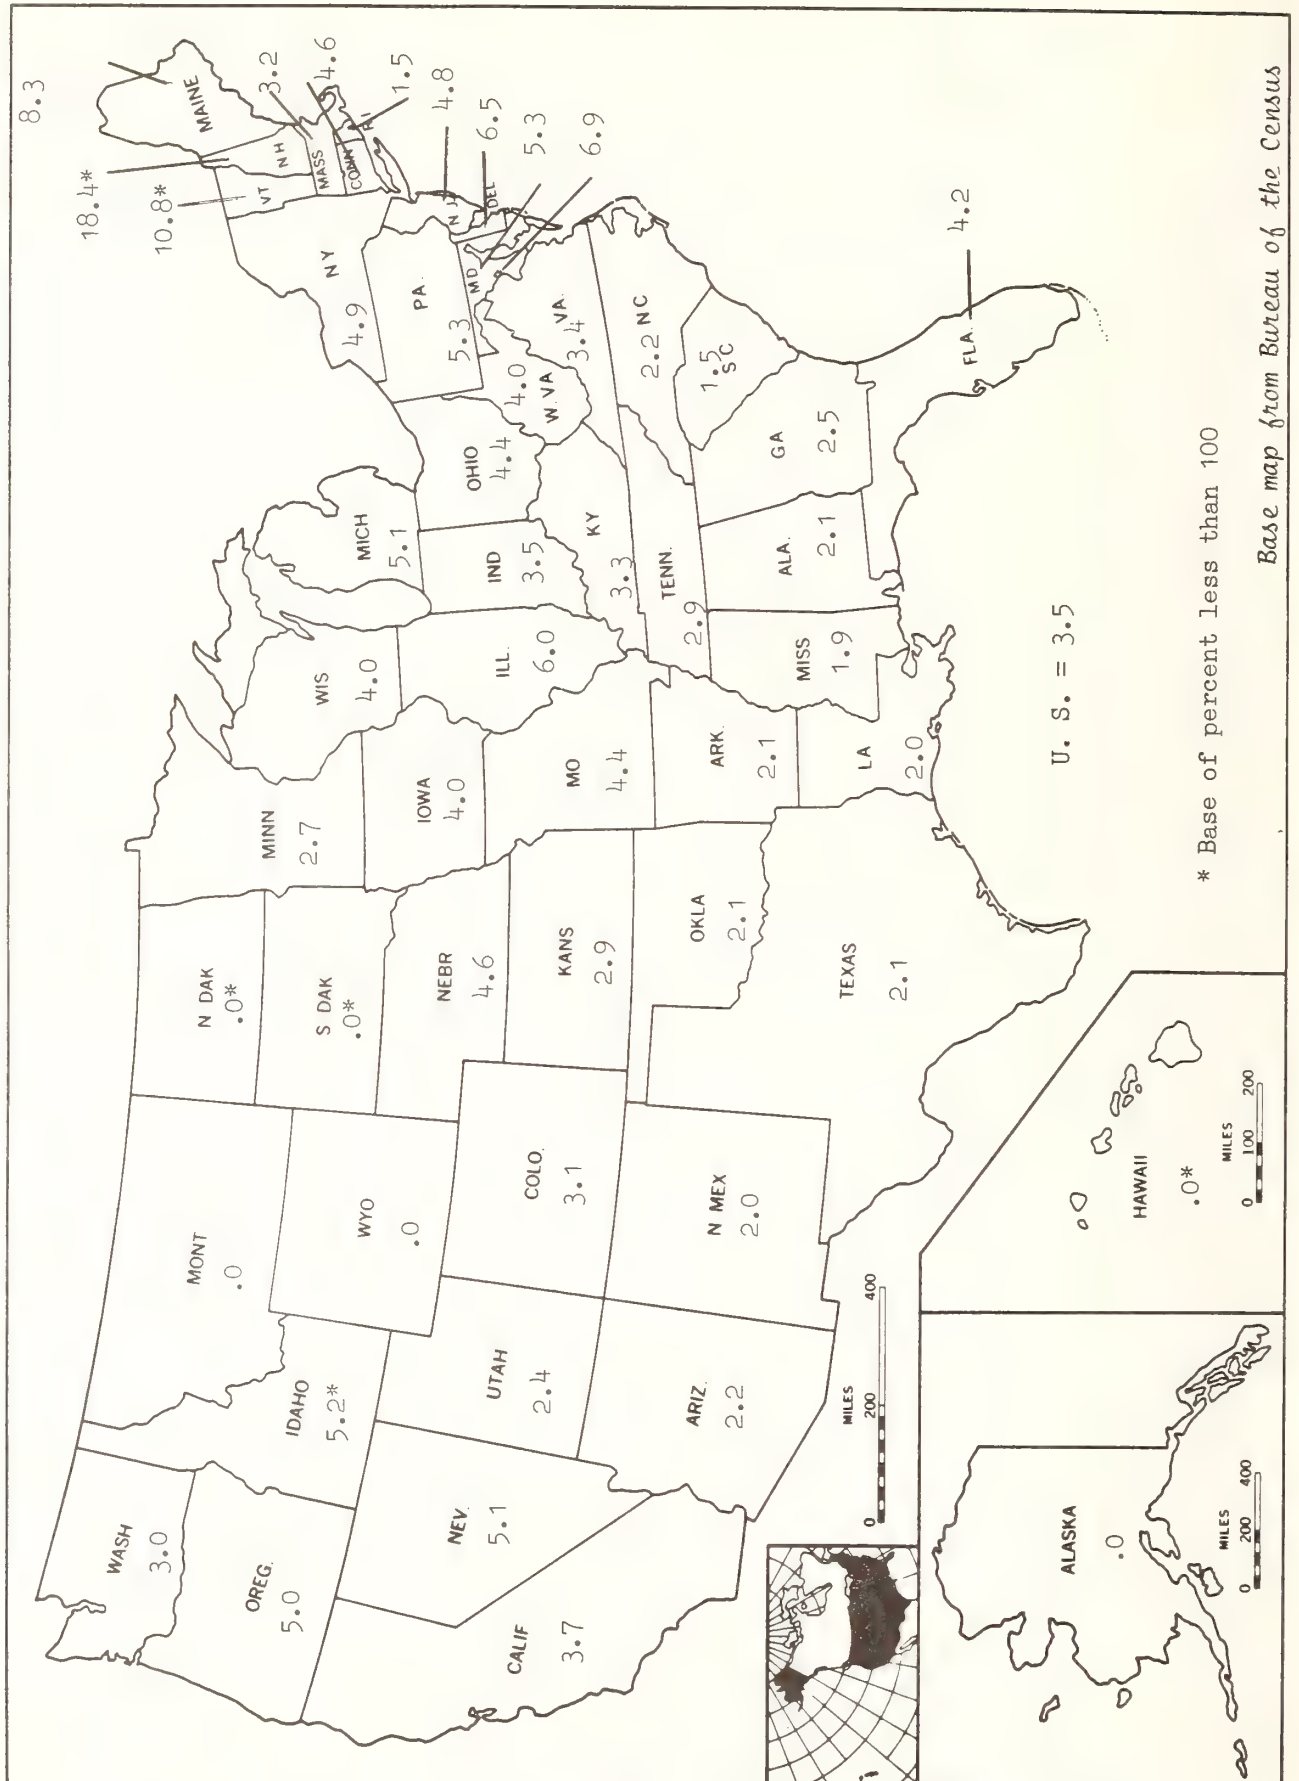 8.3
MAINE
18.4*
NH
10.8*
VT
3.2
MASS
4.6
CONN
1.5
R I
NY
4.9
4.8
N J
PA.
5.3
6.5
DEL
5.3
MD
6.9
WASH
3.0
OREG.
5.0
IDAHO
5.2*
MONT
.0
WYO
.0
N DAK
.0*
S DAK
.0*
NEBR
4.6
MINN
2.7
IOWA
4.0
WIS
4.0
MICH
5.1
ILL.
6.0
IND
3.5
OHIO
4.4
4.0
W.VA
VA.
3.4
KY
3.3
NEV.
5.1
UTAH
2.4
COLO.
3.1
KANS
2.9
MO
4.4
CALIF
3.7
ARIZ.
2.2
N MEX
2.0
OKLA
2.1
TEXAS
2.1
ARK.
2.1
LA
2.0
TENN.
2.9
MISS
1.9
ALA.
2.1
GA
2.5
2.2 NC
1.5
S C
FLA.
4.2
MILES
0 200 400
U. S. = 3.5
ALASKA
.0
MILES
0 200 400
HAWAII
.0*
MILES
0 100 200
* Base of percent less than 100
Base map from Bureau of the Census